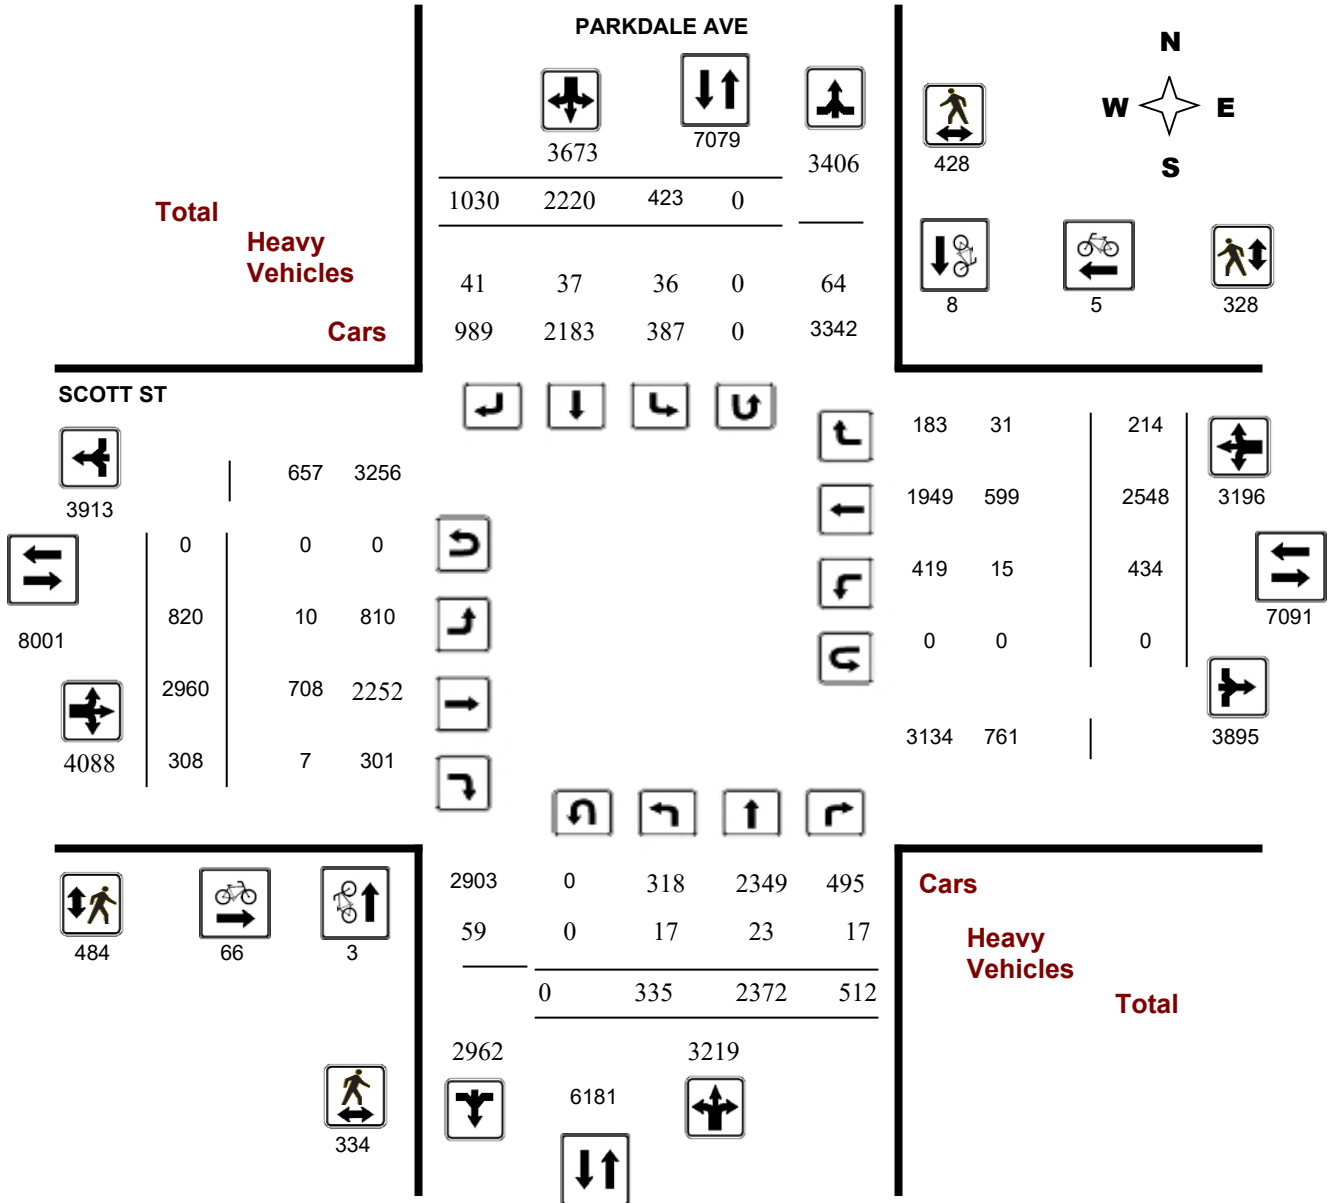 PARKDALE AVE
N
W E
S
3673 7079 3406 428
1030 2220 423 0
Total
Heavy
Vehicles
41 37 36 0 64
8 5 328
Cars
989 2183 387 0 3342
SCOTT ST
183 31 214
657 3256
3913
1949 599 2548 3196
0 0 0
419 15 434
7091
820 10 810
8001
0 0 0
2960 708 2252
3134 761 3895
4088 308 7 301
2903 0 318 2349 495
Cars
59 0 17 23 17
484 66 3
Heavy
Vehicles
0 335 2372 512
Total
2962 3219
6181
334